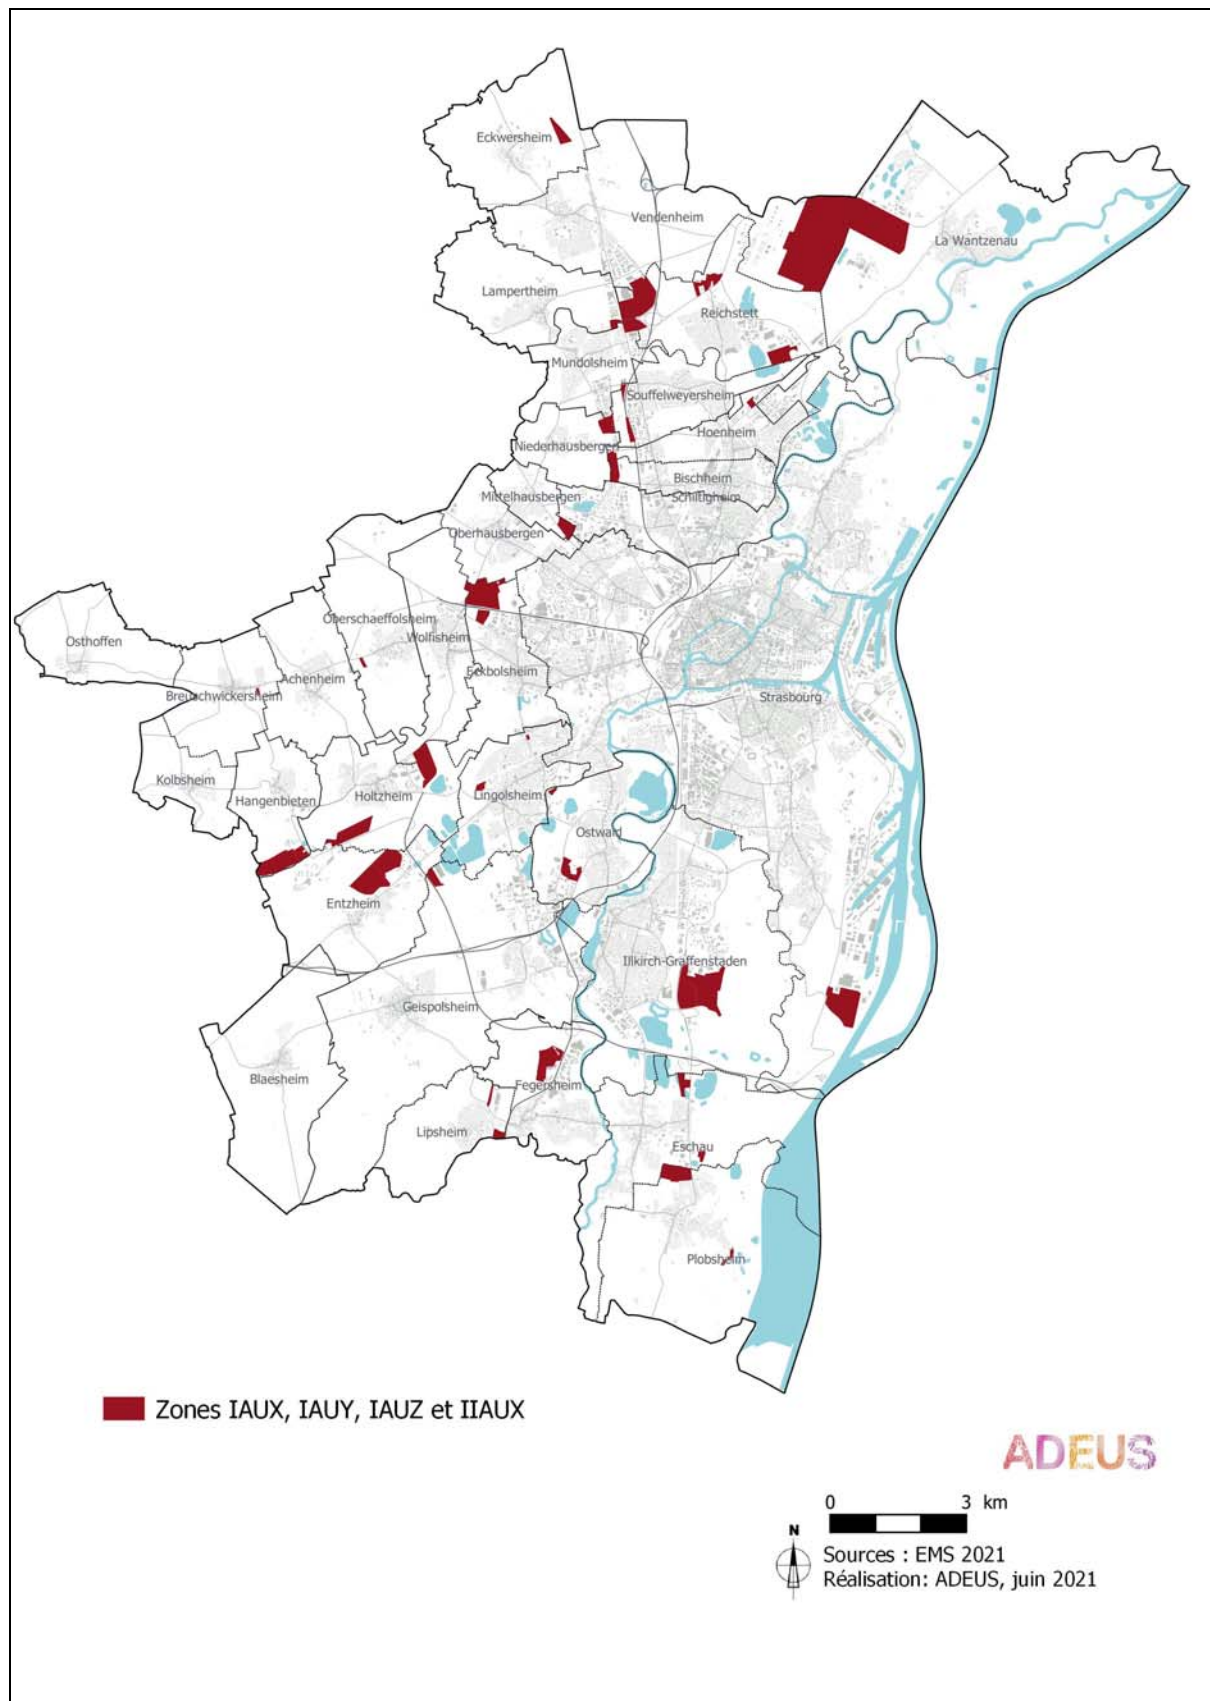 Eckwersheim
Vendenheim
La Wantzenau
Lampertheim
Reichstett
Mundolsheim
Souffelweyersheim
Hoenheim
Niederhausbergen
Bischheim
Mittelhausbergen
Schiltigheim
Oberhausbergen
Oberschaeffolsheim
Wolfisheim
Osthoffen
Eckbolsheim
Achenheim
Breuschwickersheim
Strasbourg
Kolbsheim
Hangenbieten
Holtzheim
Lingolsheim
Ostwald
Entzheim
Illkirch-Graffenstaden
Geispolsheim
Blaesheim
Fegersheim
Lipsheim
Eschau
Plobsheim
Zones IAUX, IAUY, IAUZ et IIAUX
ADEUS
0 3 km
N
Sources : EMS 2021
Réalisation: ADEUS, juin 2021